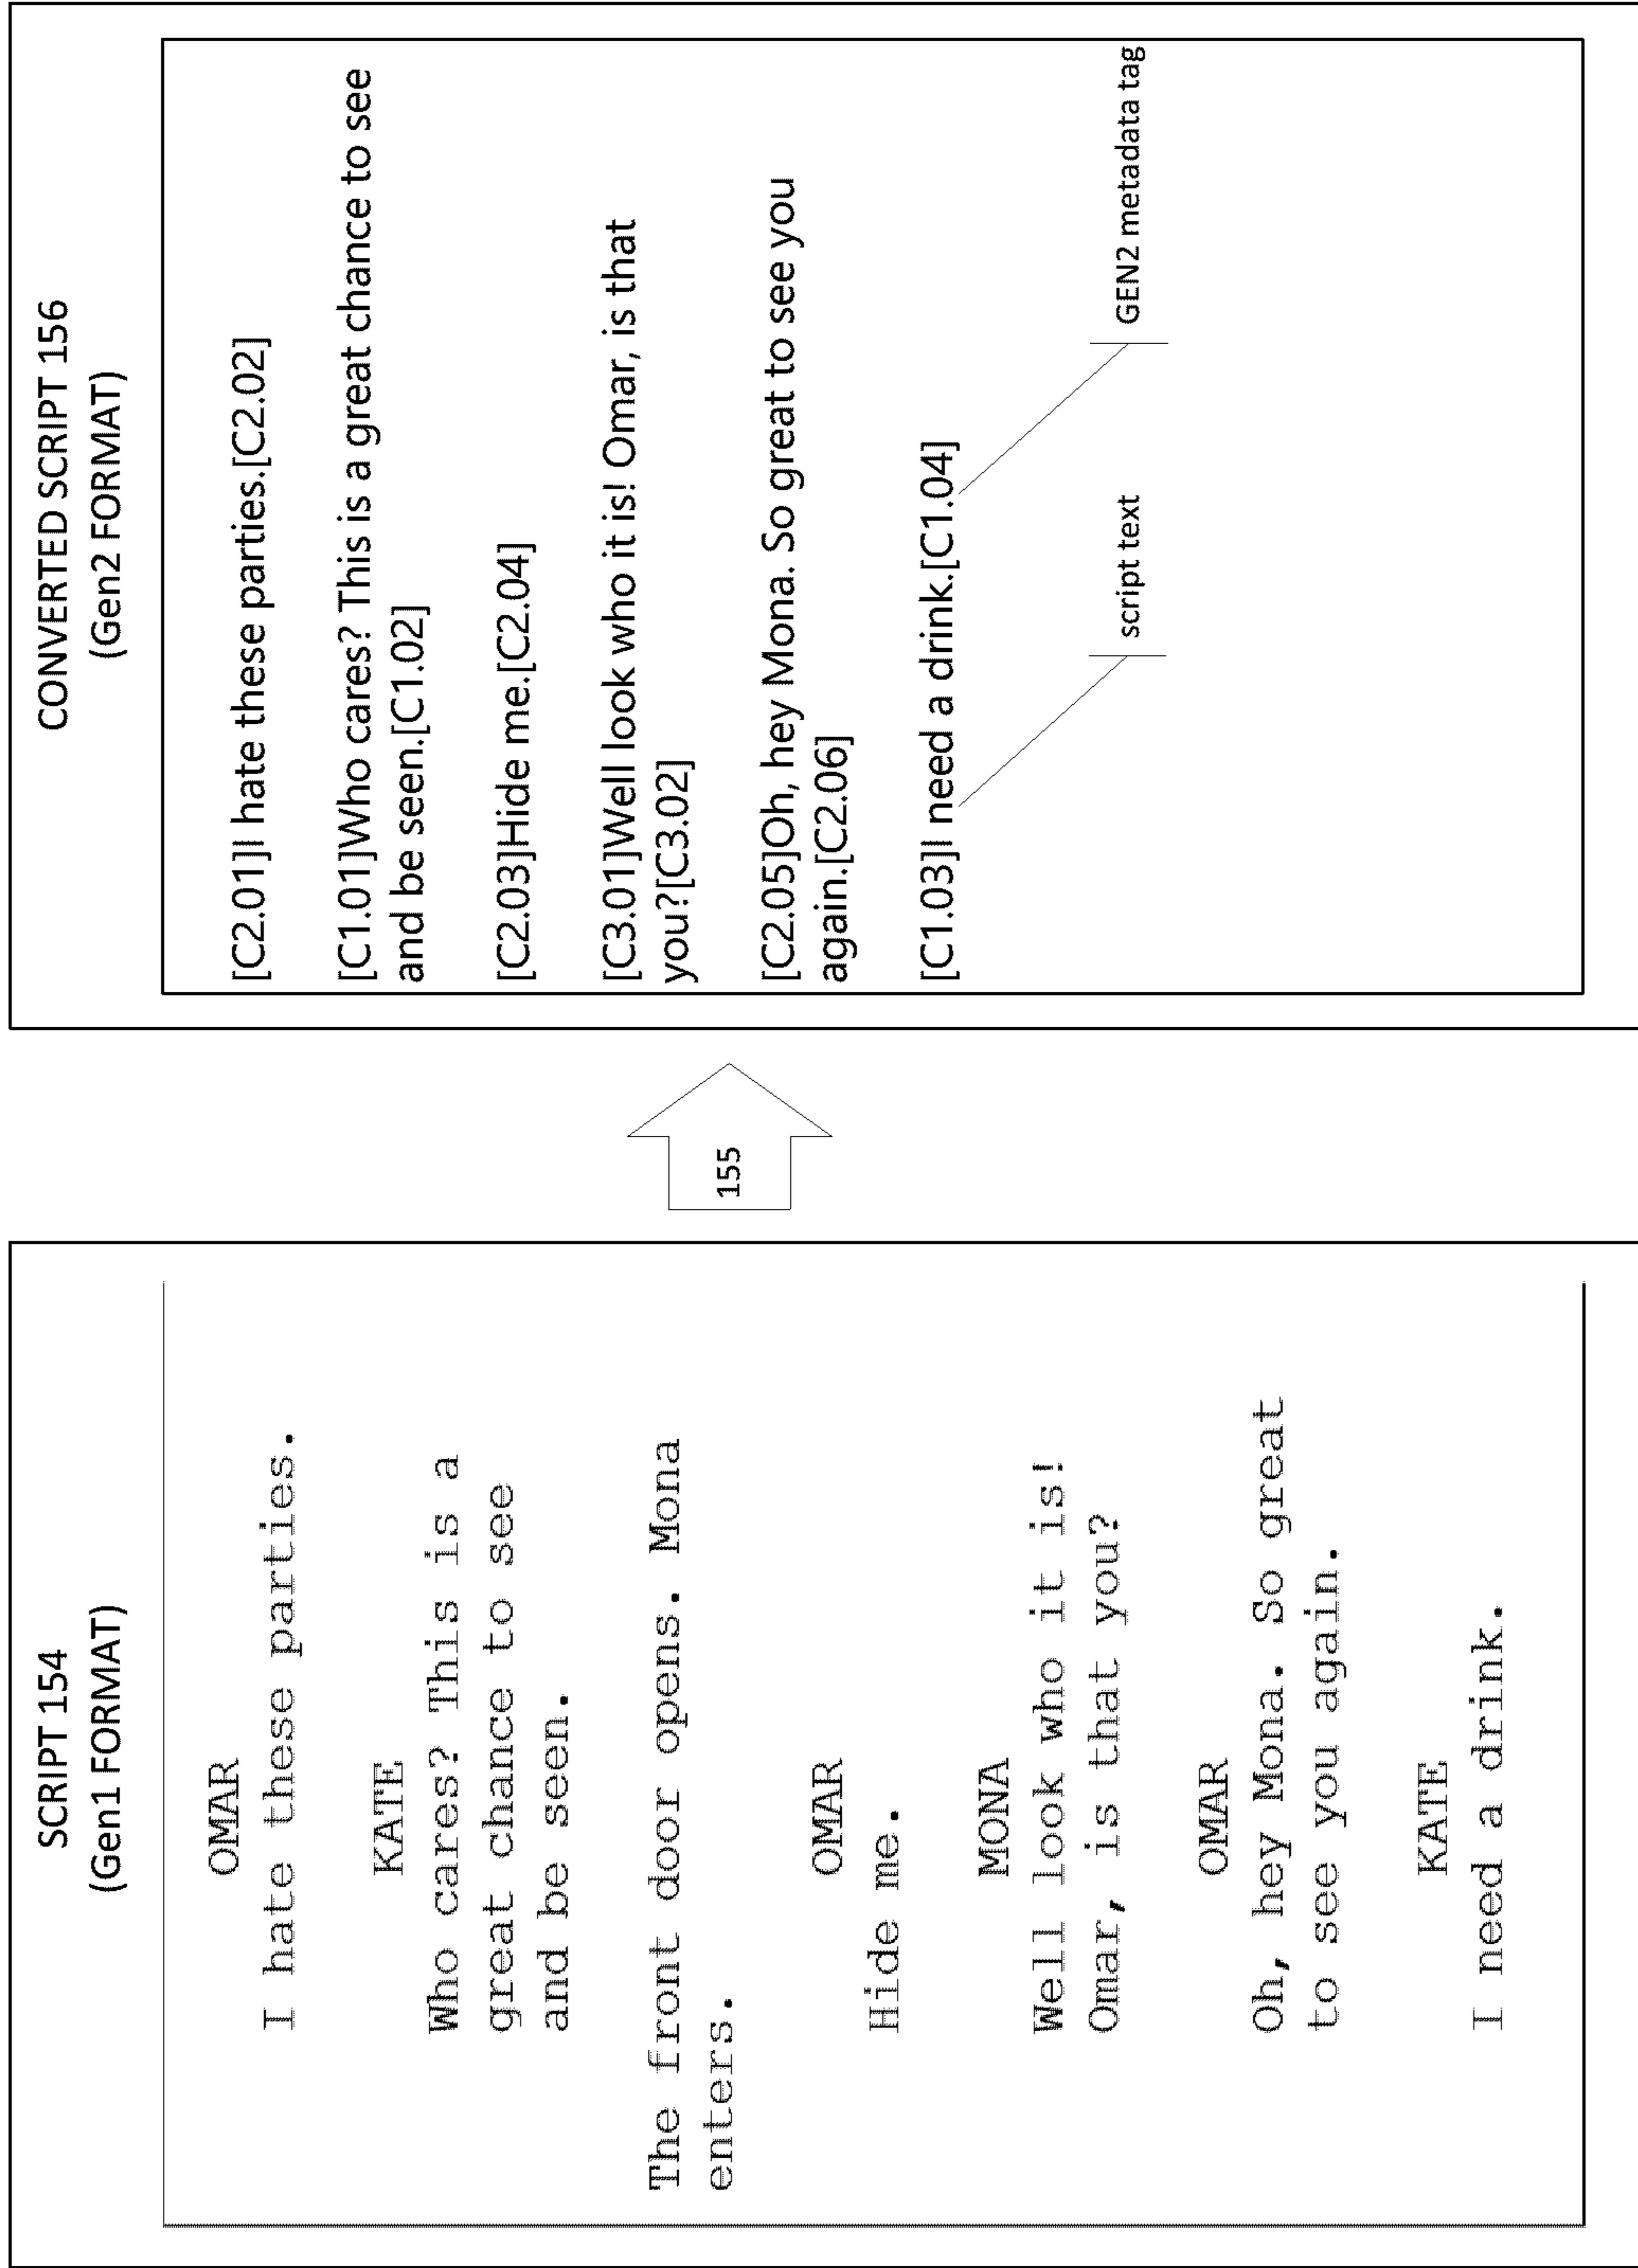 SCRIPT 154
(Gen1 FORMAT)
OMAR
I hate these parties.
KATE
Who cares? This is a
great chance to see
and be seen.
The front door opens. Mona
enters.
OMAR
Hide me.
MONA
Well look who it is!
Omar, is that you?
OMAR
Oh, hey Mona. So great
to see you again.
KATE
I need a drink.
155
CONVERTED SCRIPT 156
(Gen2 FORMAT)
[C2.01]I hate these parties.[C2.02]
[C1.01]Who cares? This is a great chance to see
and be seen.[C1.02]
[C2.03]Hide me.[C2.04]
[C3.01]Well look who it is! Omar, is that
you?[C3.02]
[C2.05]Oh, hey Mona. So great to see you
again.[C2.06]
[C1.03]I need a drink.[C1.04]
script text
GEN2 metadata tag